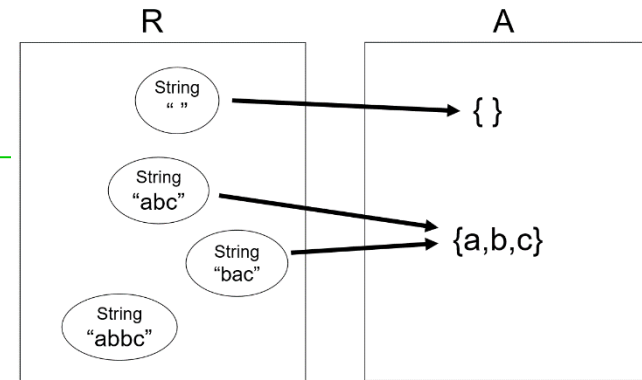 R
A
String
“ ”
{ }
String
“abc”
{a,b,c}
String
“bac”
String
“abbc”